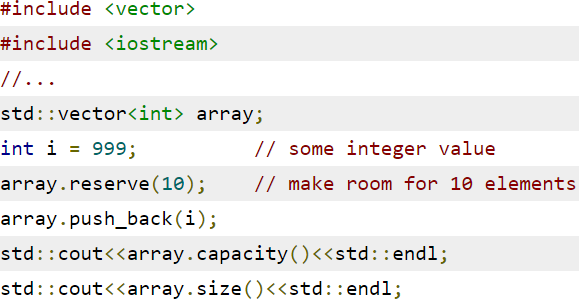 #include <vector>
#include <iostream>
//...
std::vector<int> array;
int i = 999;          // some integer value
array.reserve(10);    // make room for 10 elements
array.push_back(i);
std::cout<<array.capacity()<<std::endl;
std::cout<<array.size()<<std::endl;